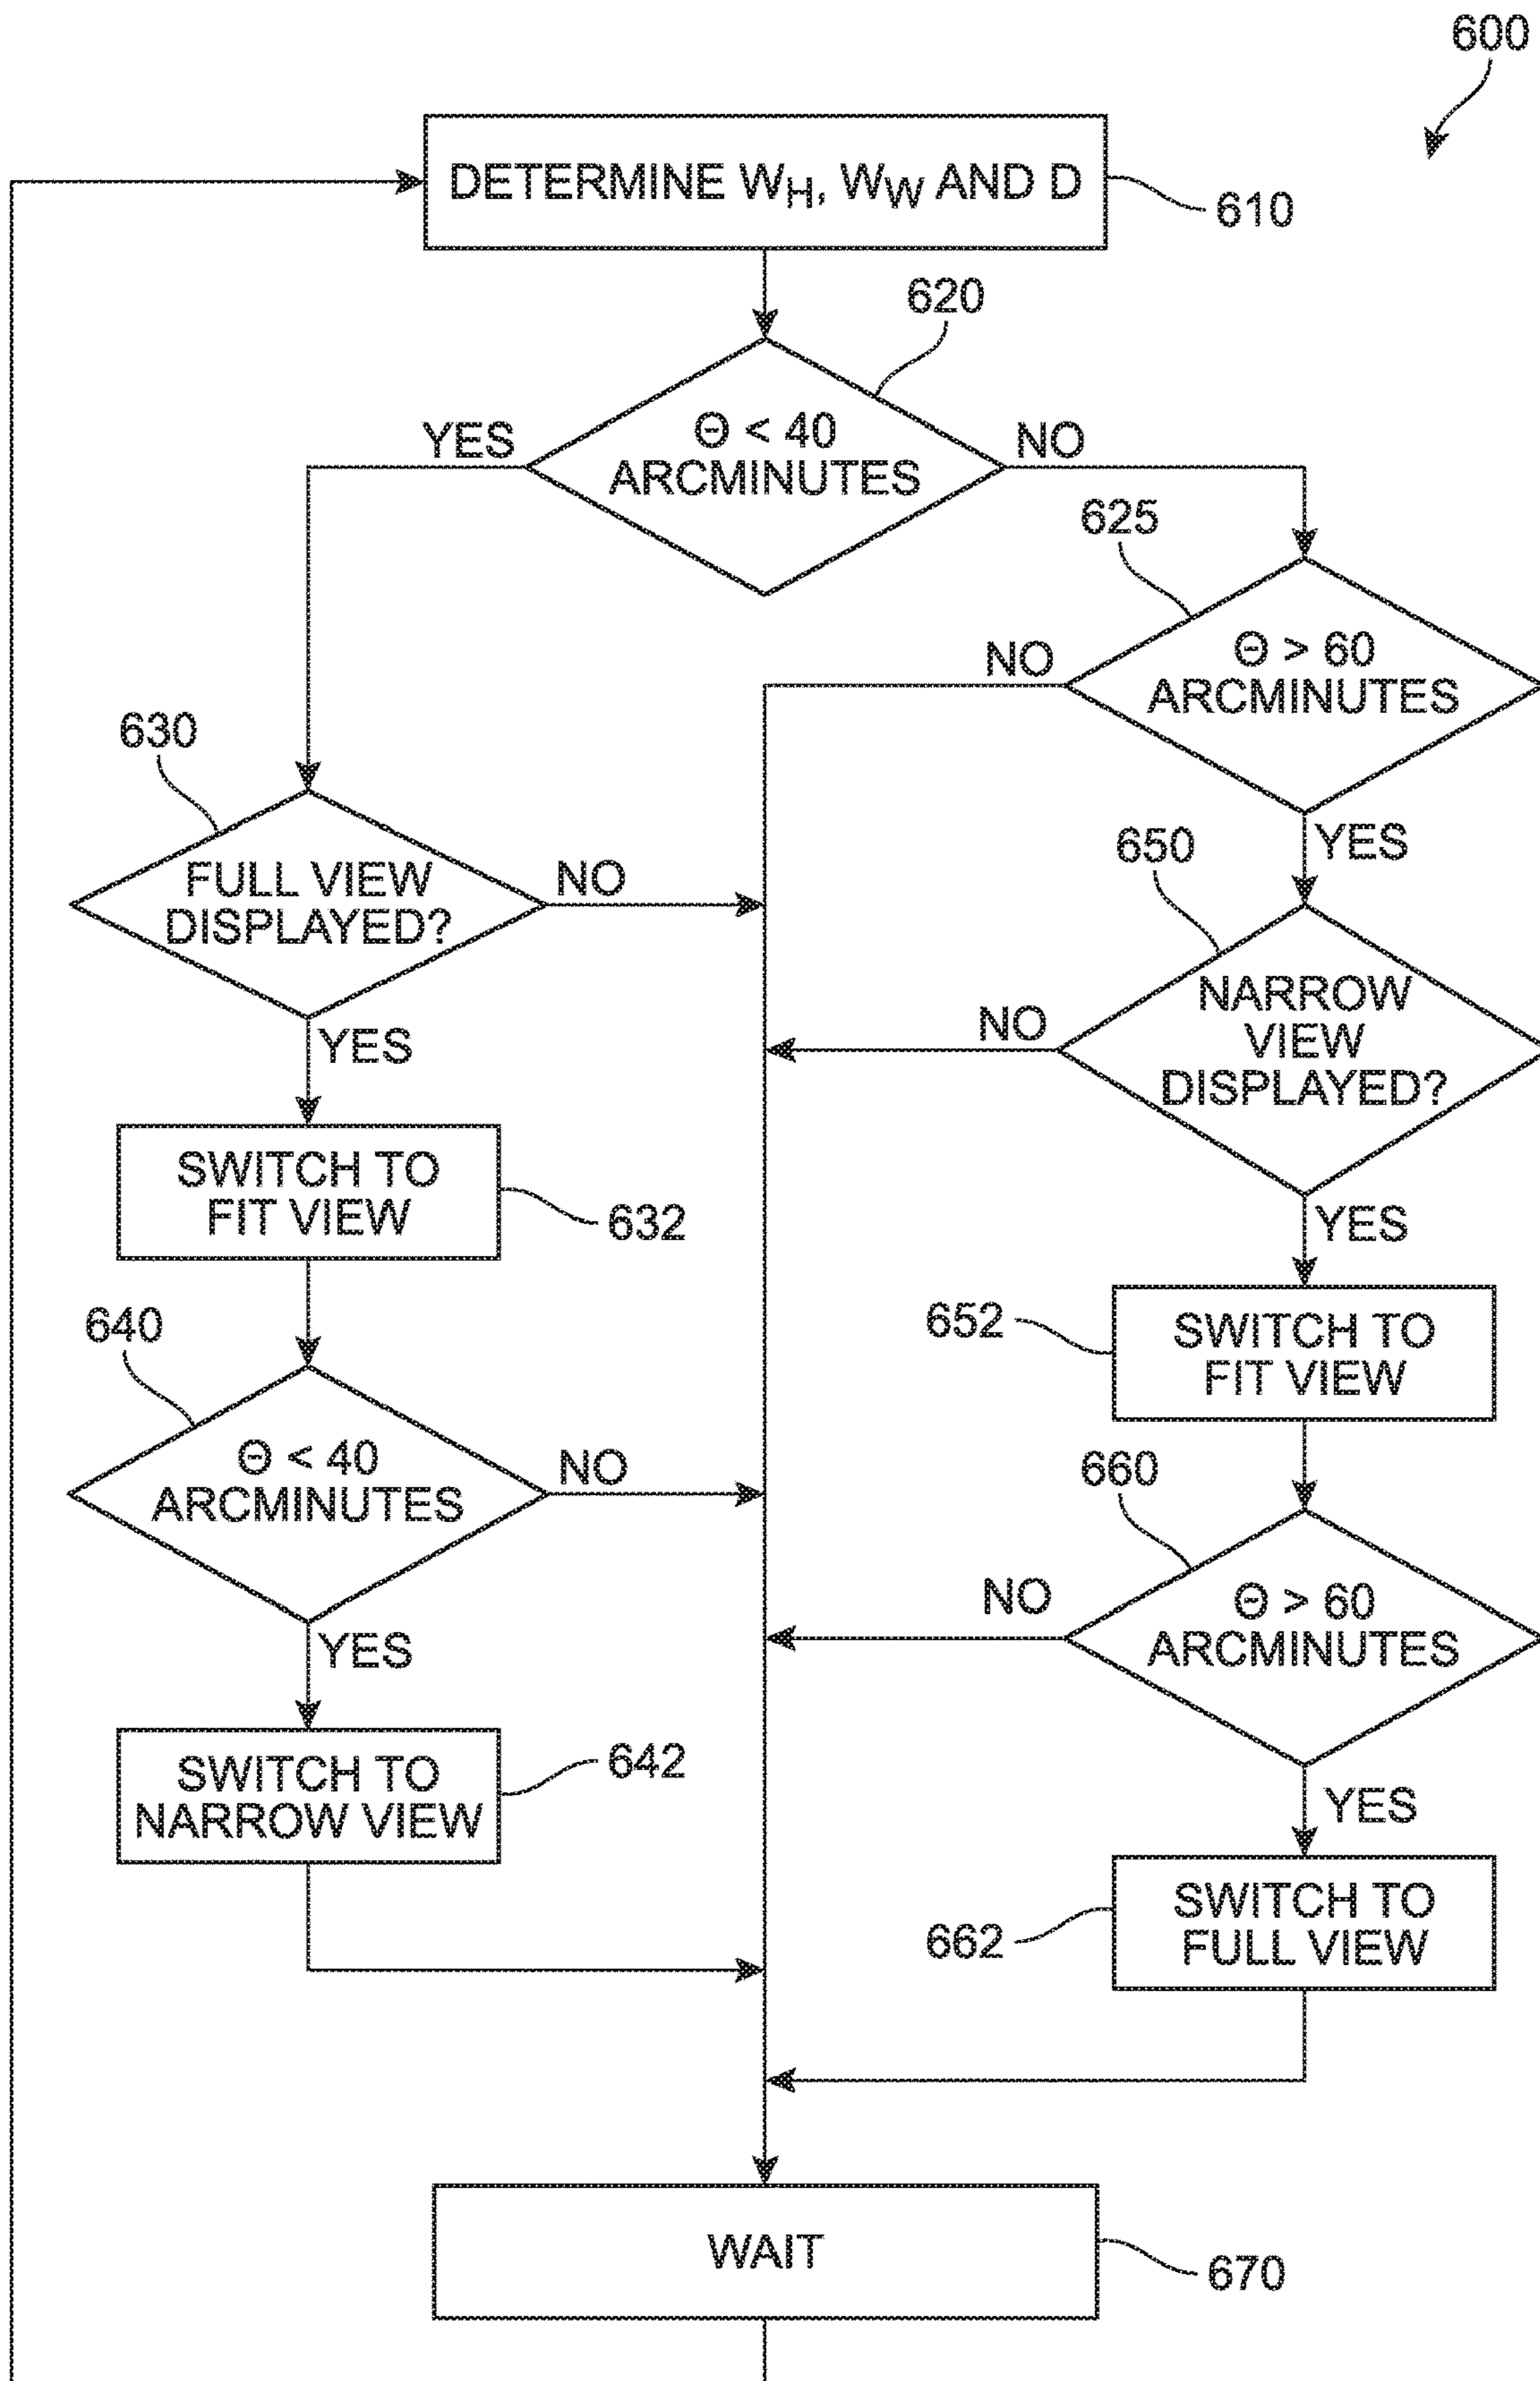 600
DETERMINE WH, WW AND D
610
620
YES
Θ < 40
ARCMINUTES
NO
625
NO
Θ > 60
ARCMINUTES
YES
630
FULL VIEW
DISPLAYED?
NO
YES
650
NARROW
VIEW
DISPLAYED?
NO
YES
SWITCH TO
FIT VIEW
632
652
SWITCH TO
FIT VIEW
640
Θ < 40
ARCMINUTES
NO
YES
660
Θ > 60
ARCMINUTES
NO
YES
SWITCH TO
NARROW VIEW
642
662
SWITCH TO
FULL VIEW
WAIT
670